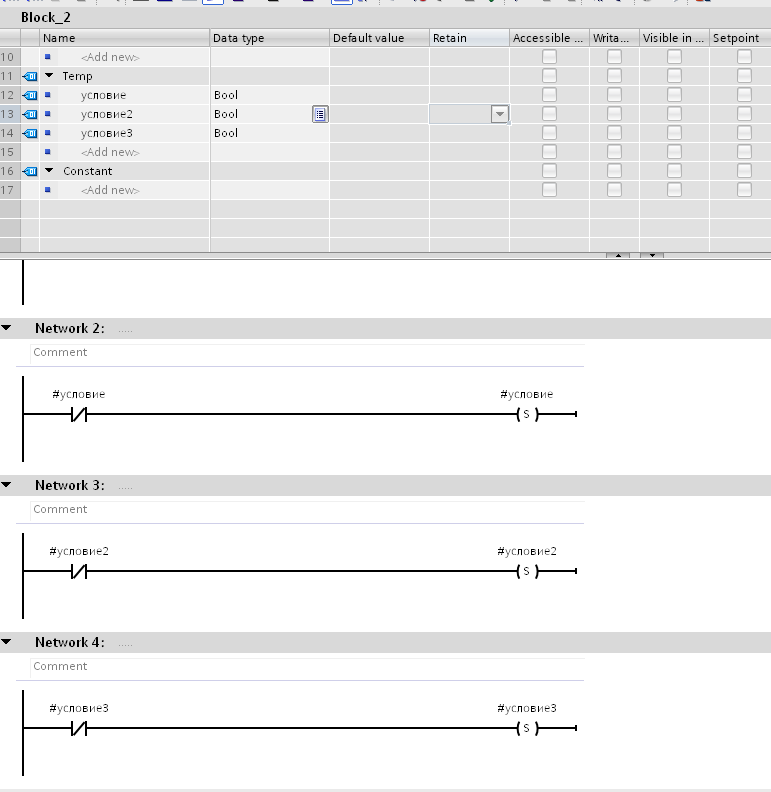 Block_2
Name Data type Default value Retain Accessible ... Writa... Visible in ... Setpoint
10 <Add new>
11 Temp
12 условие Bool
13 условие2 Bool
14 условие3 Bool
15 <Add new>
16 Constant
17 <Add new>
Network 2: .....
Comment
#условие #условие
S
Network 3: .....
Comment
#условие2 #условие2
S
Network 4: .....
Comment
#условие3 #условие3
S